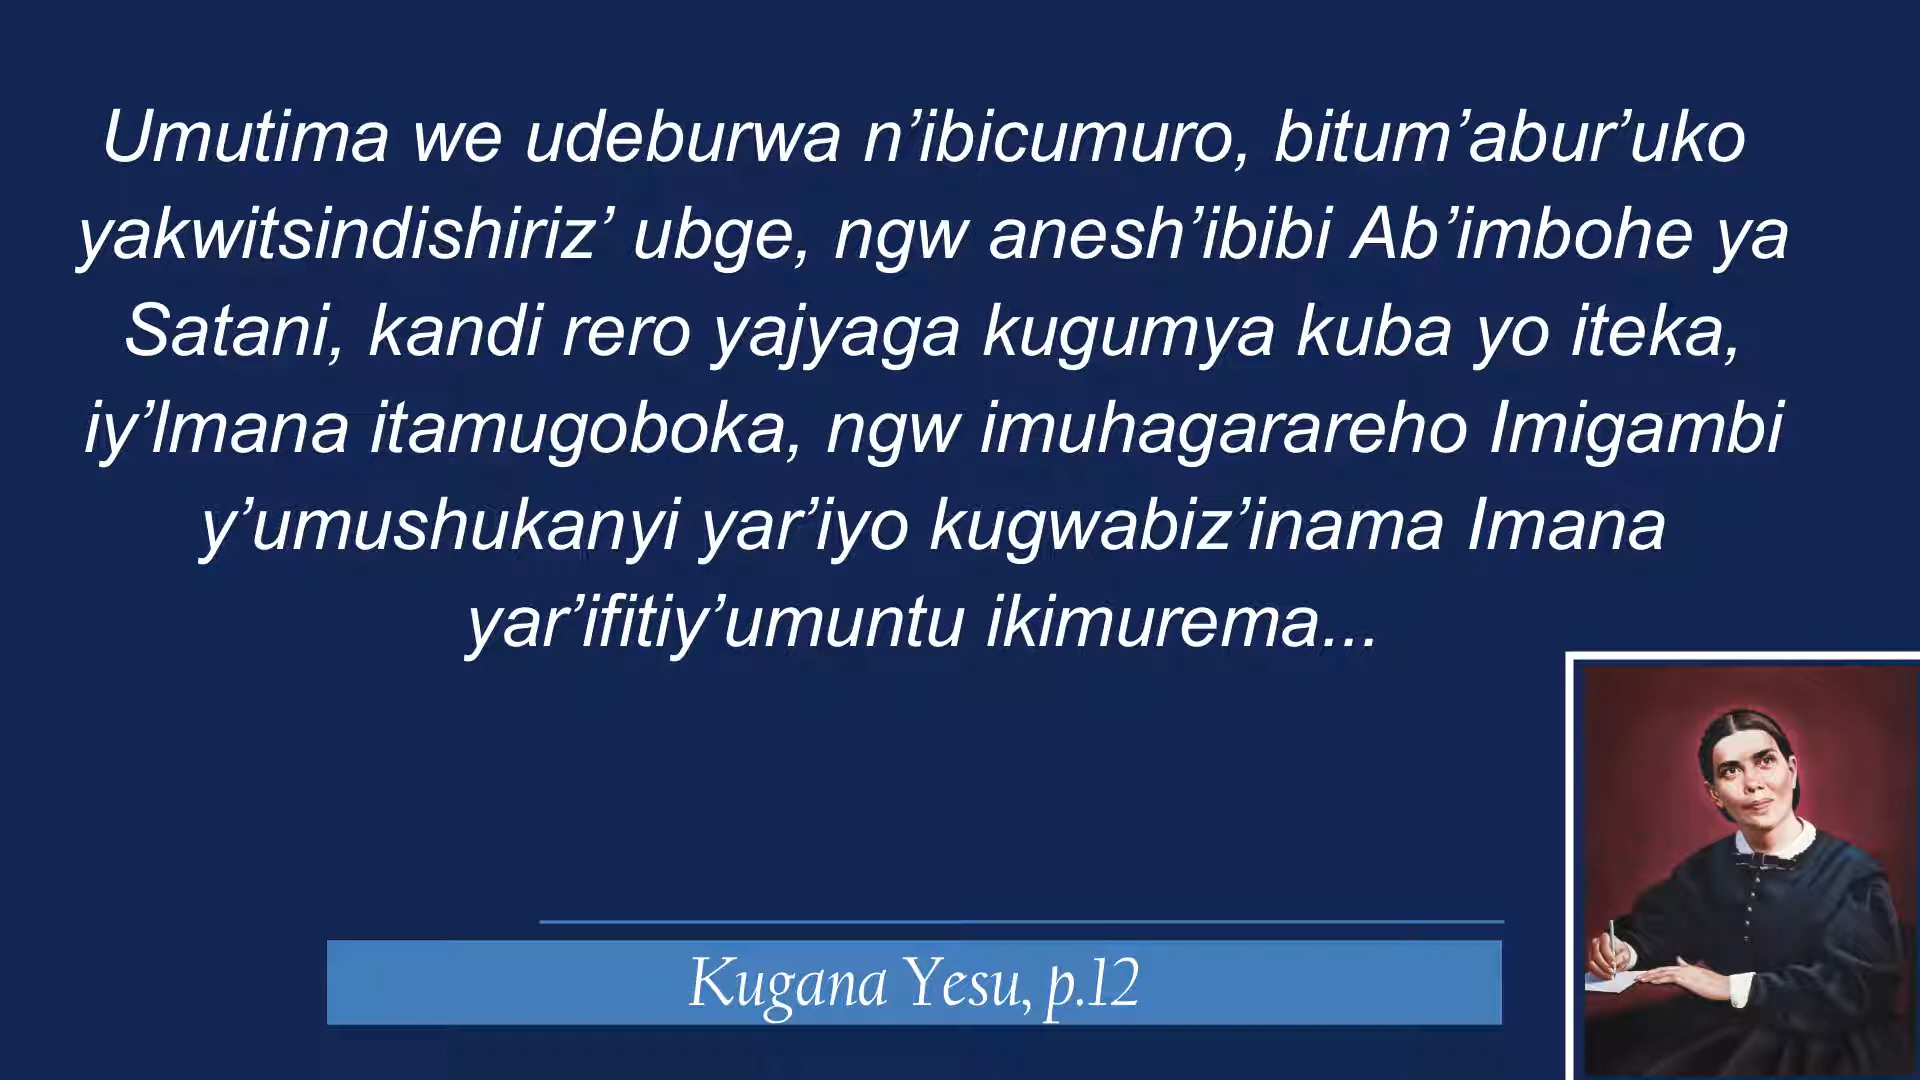 Umutima we udeburwa n’ibicumuro, bitum’abur’uko
yakwitsindishiriz’ ubge, ngw anesh’ibibi Ab’imbohe ya
Satani, kandi rero yajyaga kugumya kuba yo iteka,
iy’Imana itamugoboka, ngw imuhagarareho Imigambi
y’umushukanyi yar’iyo kugwabiz’inama Imana
yar’ifitiy’umuntu ikimurema...
Kugana Yesu, p.12